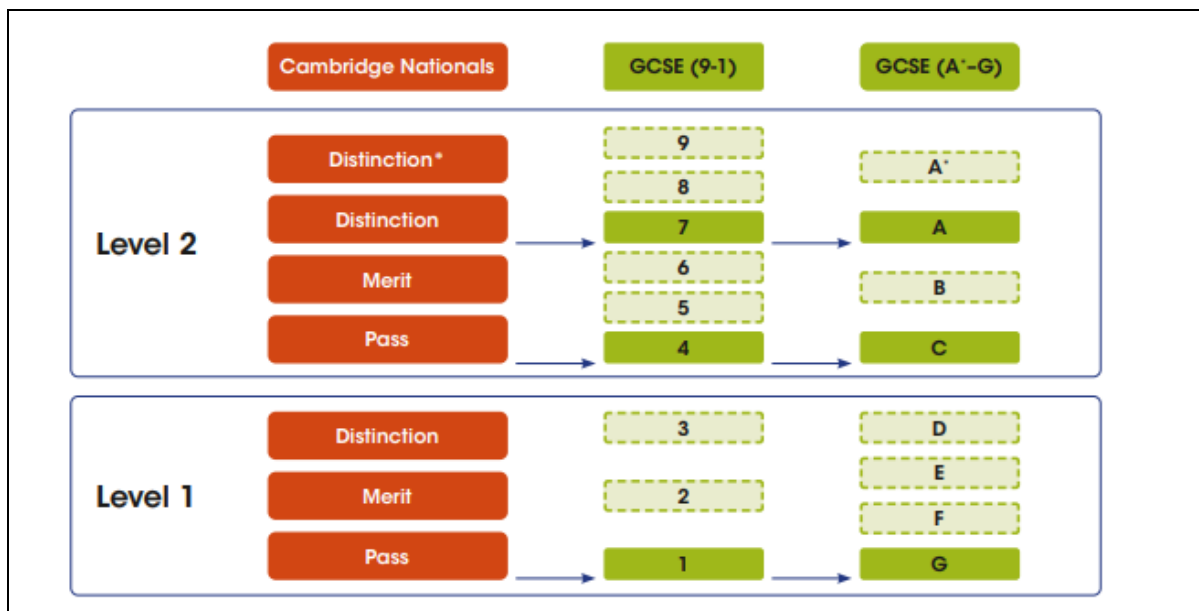 Cambridge Nationals GCSE (9-1) GCSE (A*-G)
Level 2
Distinction*
Distinction
Merit
Pass
9
8
7
6
5
4
A*
A
B
C
Level 1
Distinction
Merit
Pass
3
2
1
D
E
F
G